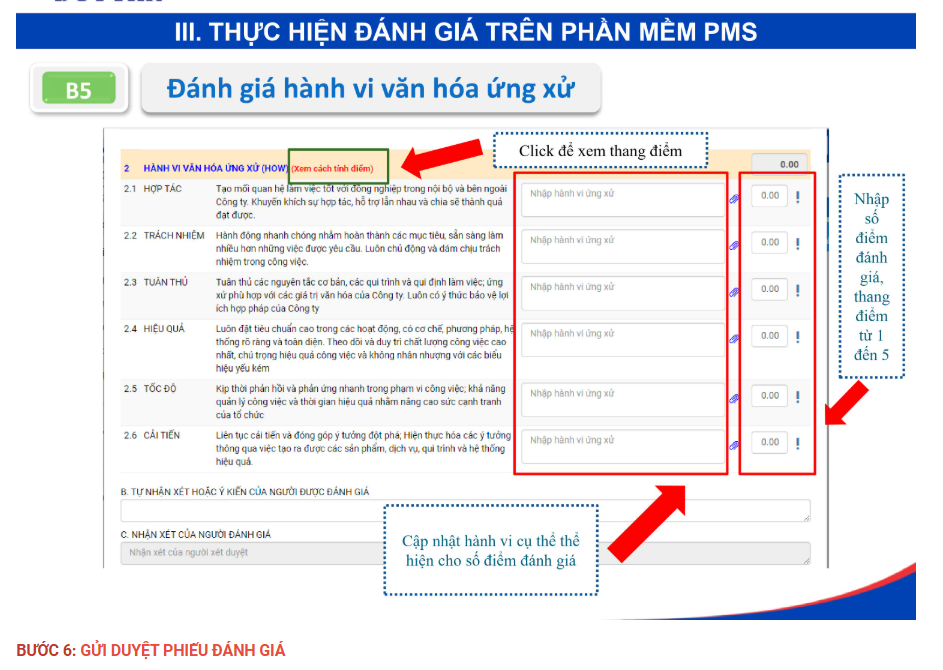 III. THỰC HIỆN ĐÁNH GIÁ TRÊN PHẦN MỀM PMS
B5
Đánh giá hành vi văn hóa ứng xử
Click để xem thang điểm
2 HÀNH VI VĂN HÓA ỨNG XỬ (HOW) (Xem cách tính điểm)
0.00
2.1 HỢP TÁC
Tạo mối quan hệ làm việc tốt với đồng nghiệp trong nội bộ và bên ngoài
Công ty. Khuyến khích sự hợp tác, hỗ trợ lẫn nhau và chia sẽ thành quả
đạt được.
Nhập hành vi ứng xử
0.00
2.2 TRÁCH NHIỆM
Hành động nhanh chóng nhằm hoàn thành các mục tiêu, sẵn sàng làm
nhiều hơn những việc được yêu cầu. Luôn chủ động và dám chịu trách
nhiệm trong công việc.
Nhập hành vi ứng xử
0.00
2.3 TUÂN THỦ
Tuân thủ các nguyên tắc cơ bản, các qui trình và qui định làm việc; ứng
xử phù hợp với các giá trị văn hóa của Công ty. Luôn có ý thức bảo vệ lợi
ích hợp pháp của Công ty
Nhập hành vi ứng xử
0.00
2.4 HIỆU QUẢ
Luôn đặt tiêu chuẩn cao trong các hoạt động, có cơ chế, phương pháp, hệ
thống rõ ràng và toàn diện. Theo dõi và duy trì chất lượng công việc cao
nhất, chú trọng hiệu quả công việc và không nhân nhượng với các biểu
hiệu yếu kém
Nhập hành vi ứng xử
0.00
2.5 TỐC ĐỘ
Kịp thời phản hồi và phản ứng nhanh trong phạm vi công việc; khả năng
quản lý công việc và thời gian hiệu quả nhằm nâng cao sức cạnh tranh
của tổ chức
Nhập hành vi ứng xử
0.00
2.6 CẢI TIẾN
Liên tục cải tiến và đóng góp ý tưởng đột phá; Hiện thực hóa các ý tưởng
thông qua việc tạo ra được các sản phẩm, dịch vụ, qui trình và hệ thống
hiệu quả.
Nhập hành vi ứng xử
0.00
Nhập
số
điểm
đánh
giá,
thang
điểm
từ 1
đến 5
B. TỰ NHẬN XÉT HOẶC Ý KIẾN CỦA NGƯỜI ĐƯỢC ĐÁNH GIÁ
C. NHẬN XÉT CỦA NGƯỜI ĐÁNH GIÁ
Nhận xét của người xét duyệt
Cập nhật hành vi cụ thể thể
hiện cho số điểm đánh giá
BƯỚC 6: GỬI DUYỆT PHIẾU ĐÁNH GIÁ